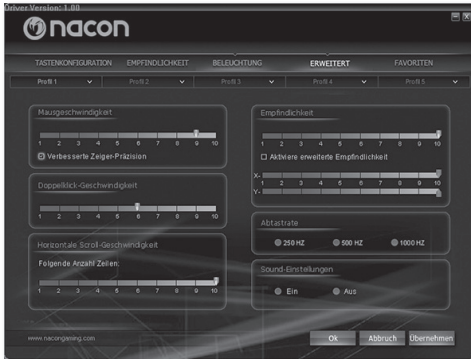 Driver Version: 1.00
nacon
TASTENKONFIGURATION EMPFINDLICHKEIT BELEUCHTUNG ERWEITERT FAVORITEN
Profil 1 Profil 2 Profil 3 Profil 4 Profil 5
Mausgeschwindigkeit
1 2 3 4 5 6 7 8 9 10
Verbesserte Zeiger-Präzision
Doppelklick-Geschwindigkeit
1 2 3 4 5 6 7 8 9 10
Horizontale Scroll-Geschwindigkeit
Folgende Anzahl Zeilen:
1 2 3 4 5 6 7 8 9 10
Empfindlichkeit
1 2 3 4 5 6 7 8 9 10
Aktiviere erweiterte Empfindlichkeit
X-
1 2 3 4 5 6 7 8 9 10
Y-
Abtastrate
250 HZ 500 HZ 1000 HZ
Sound-Einstellungen
Ein Aus
www.nacongaming.com
Ok Abbruch Übernehmen